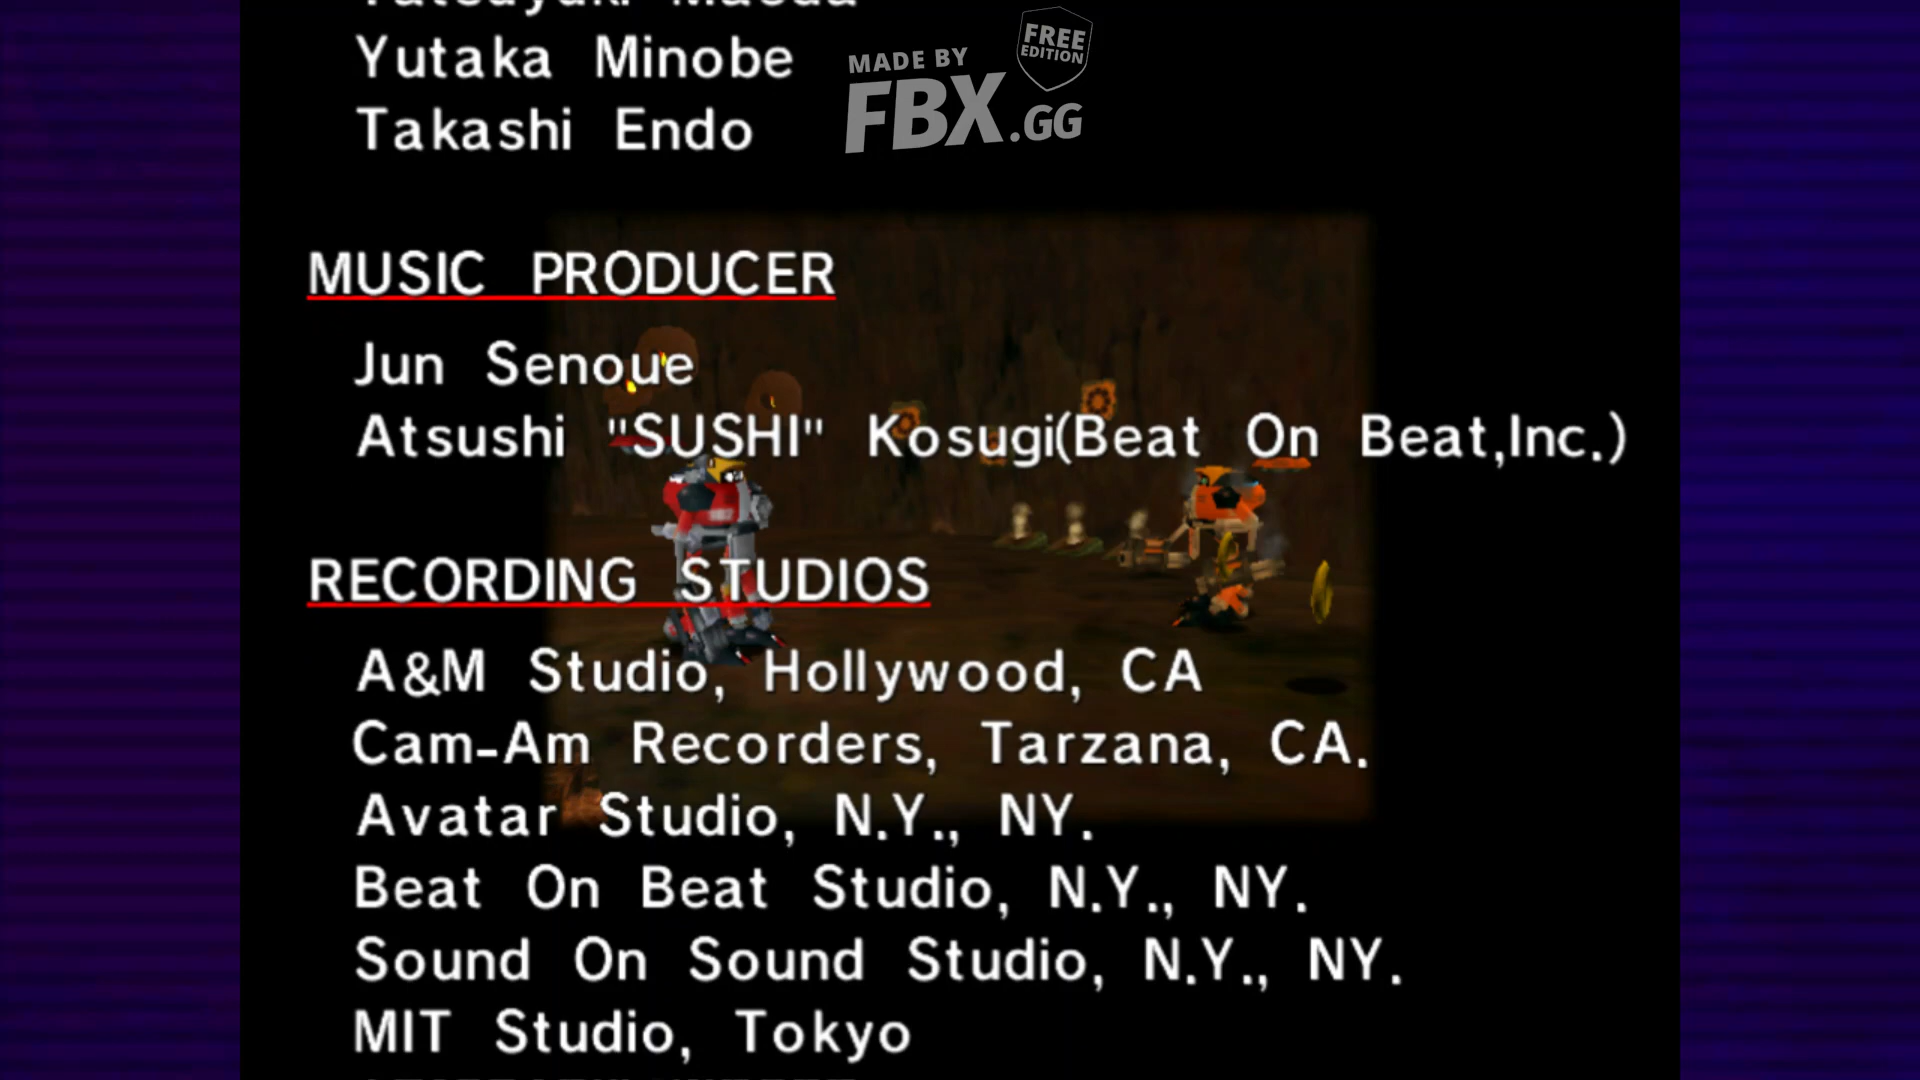 Yutaka Minobe
Takashi Endo
MADE BY
FBX.GG
FREE
EDITION
MUSIC PRODUCER
Jun Senoue
Atsushi "SUSHI" Kosugi(Beat On Beat,Inc.)
RECORDING STUDIOS
A&M Studio, Hollywood, CA
Cam-Am Recorders, Tarzana, CA.
Avatar Studio, N.Y., NY.
Beat On Beat Studio, N.Y., NY.
Sound On Sound Studio, N.Y., NY.
MIT Studio, Tokyo